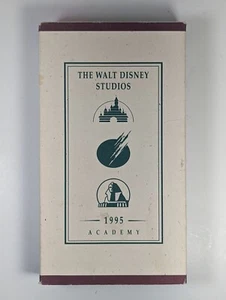 THE WALT DISNEY
STUDIOS
1995
ACADEMY